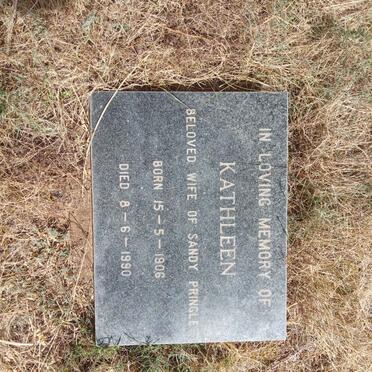 IN LOVING MEMORY OF
KATHLEEN
BELOVED WIFE OF SANDY PRINGLE
BORN 15-5-1906
DIED 8-6-1990